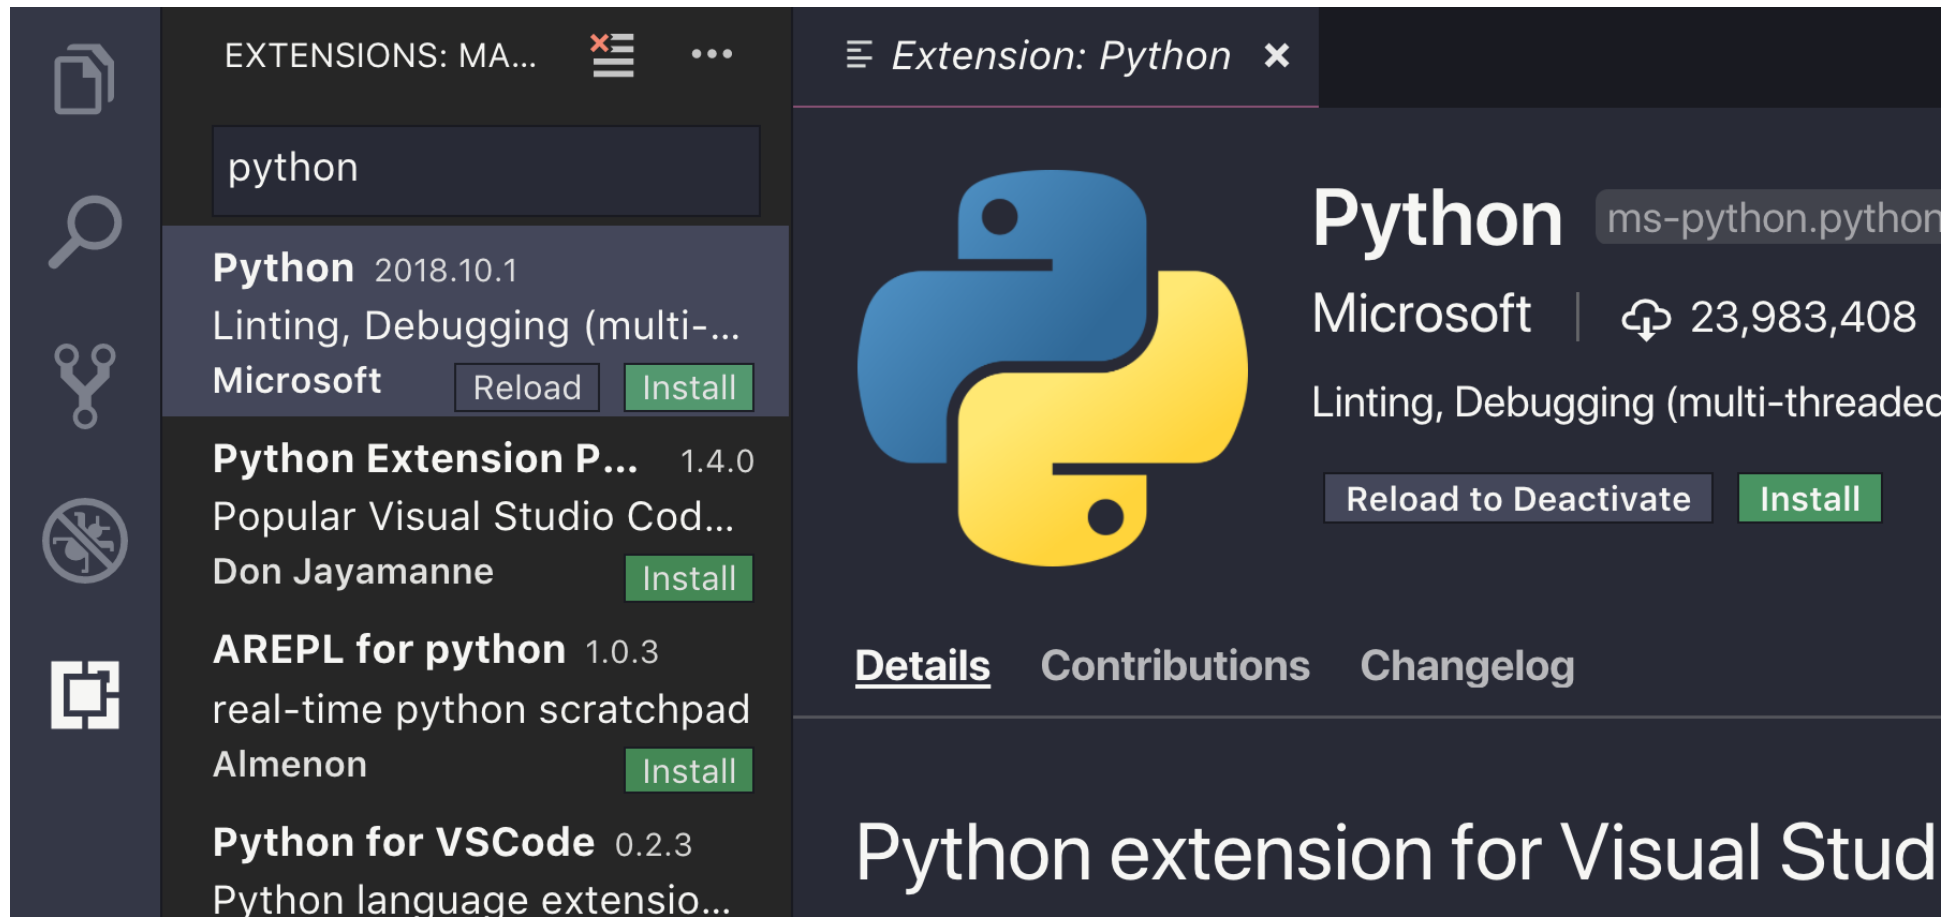 EXTENSIONS: MA...
python
Python 2018.10.1
Linting, Debugging (multi-...
Microsoft Reload Install
Python Extension P... 1.4.0
Popular Visual Studio Cod...
Don Jayamanne Install
AREPL for python 1.0.3
real-time python scratchpad
Almenon Install
Python for VSCode 0.2.3
Python language extensio...
Extension: Python
Python ms-python.python
Microsoft | 23,983,408
Linting, Debugging (multi-threaded
Reload to Deactivate Install
Details Contributions Changelog
Python extension for Visual Stud